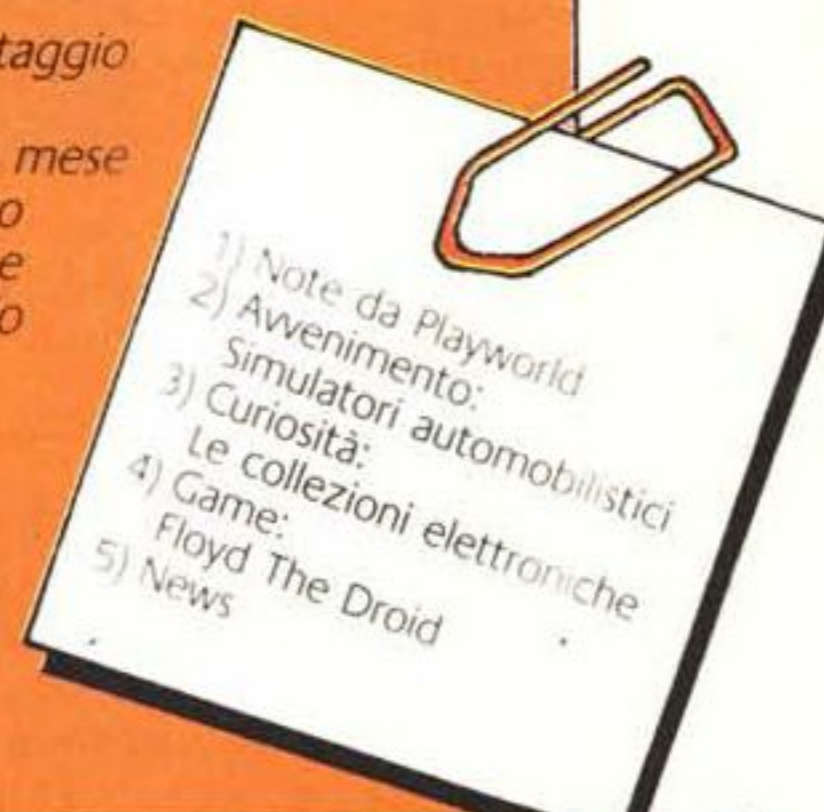 taggio
mese
o
e
o
1) Note da Playworld
2) Avvenimento:
Simulatori automobilistici
3) Curiosità:
Le collezioni elettroniche
4) Game:
Floyd The Droid
5) News